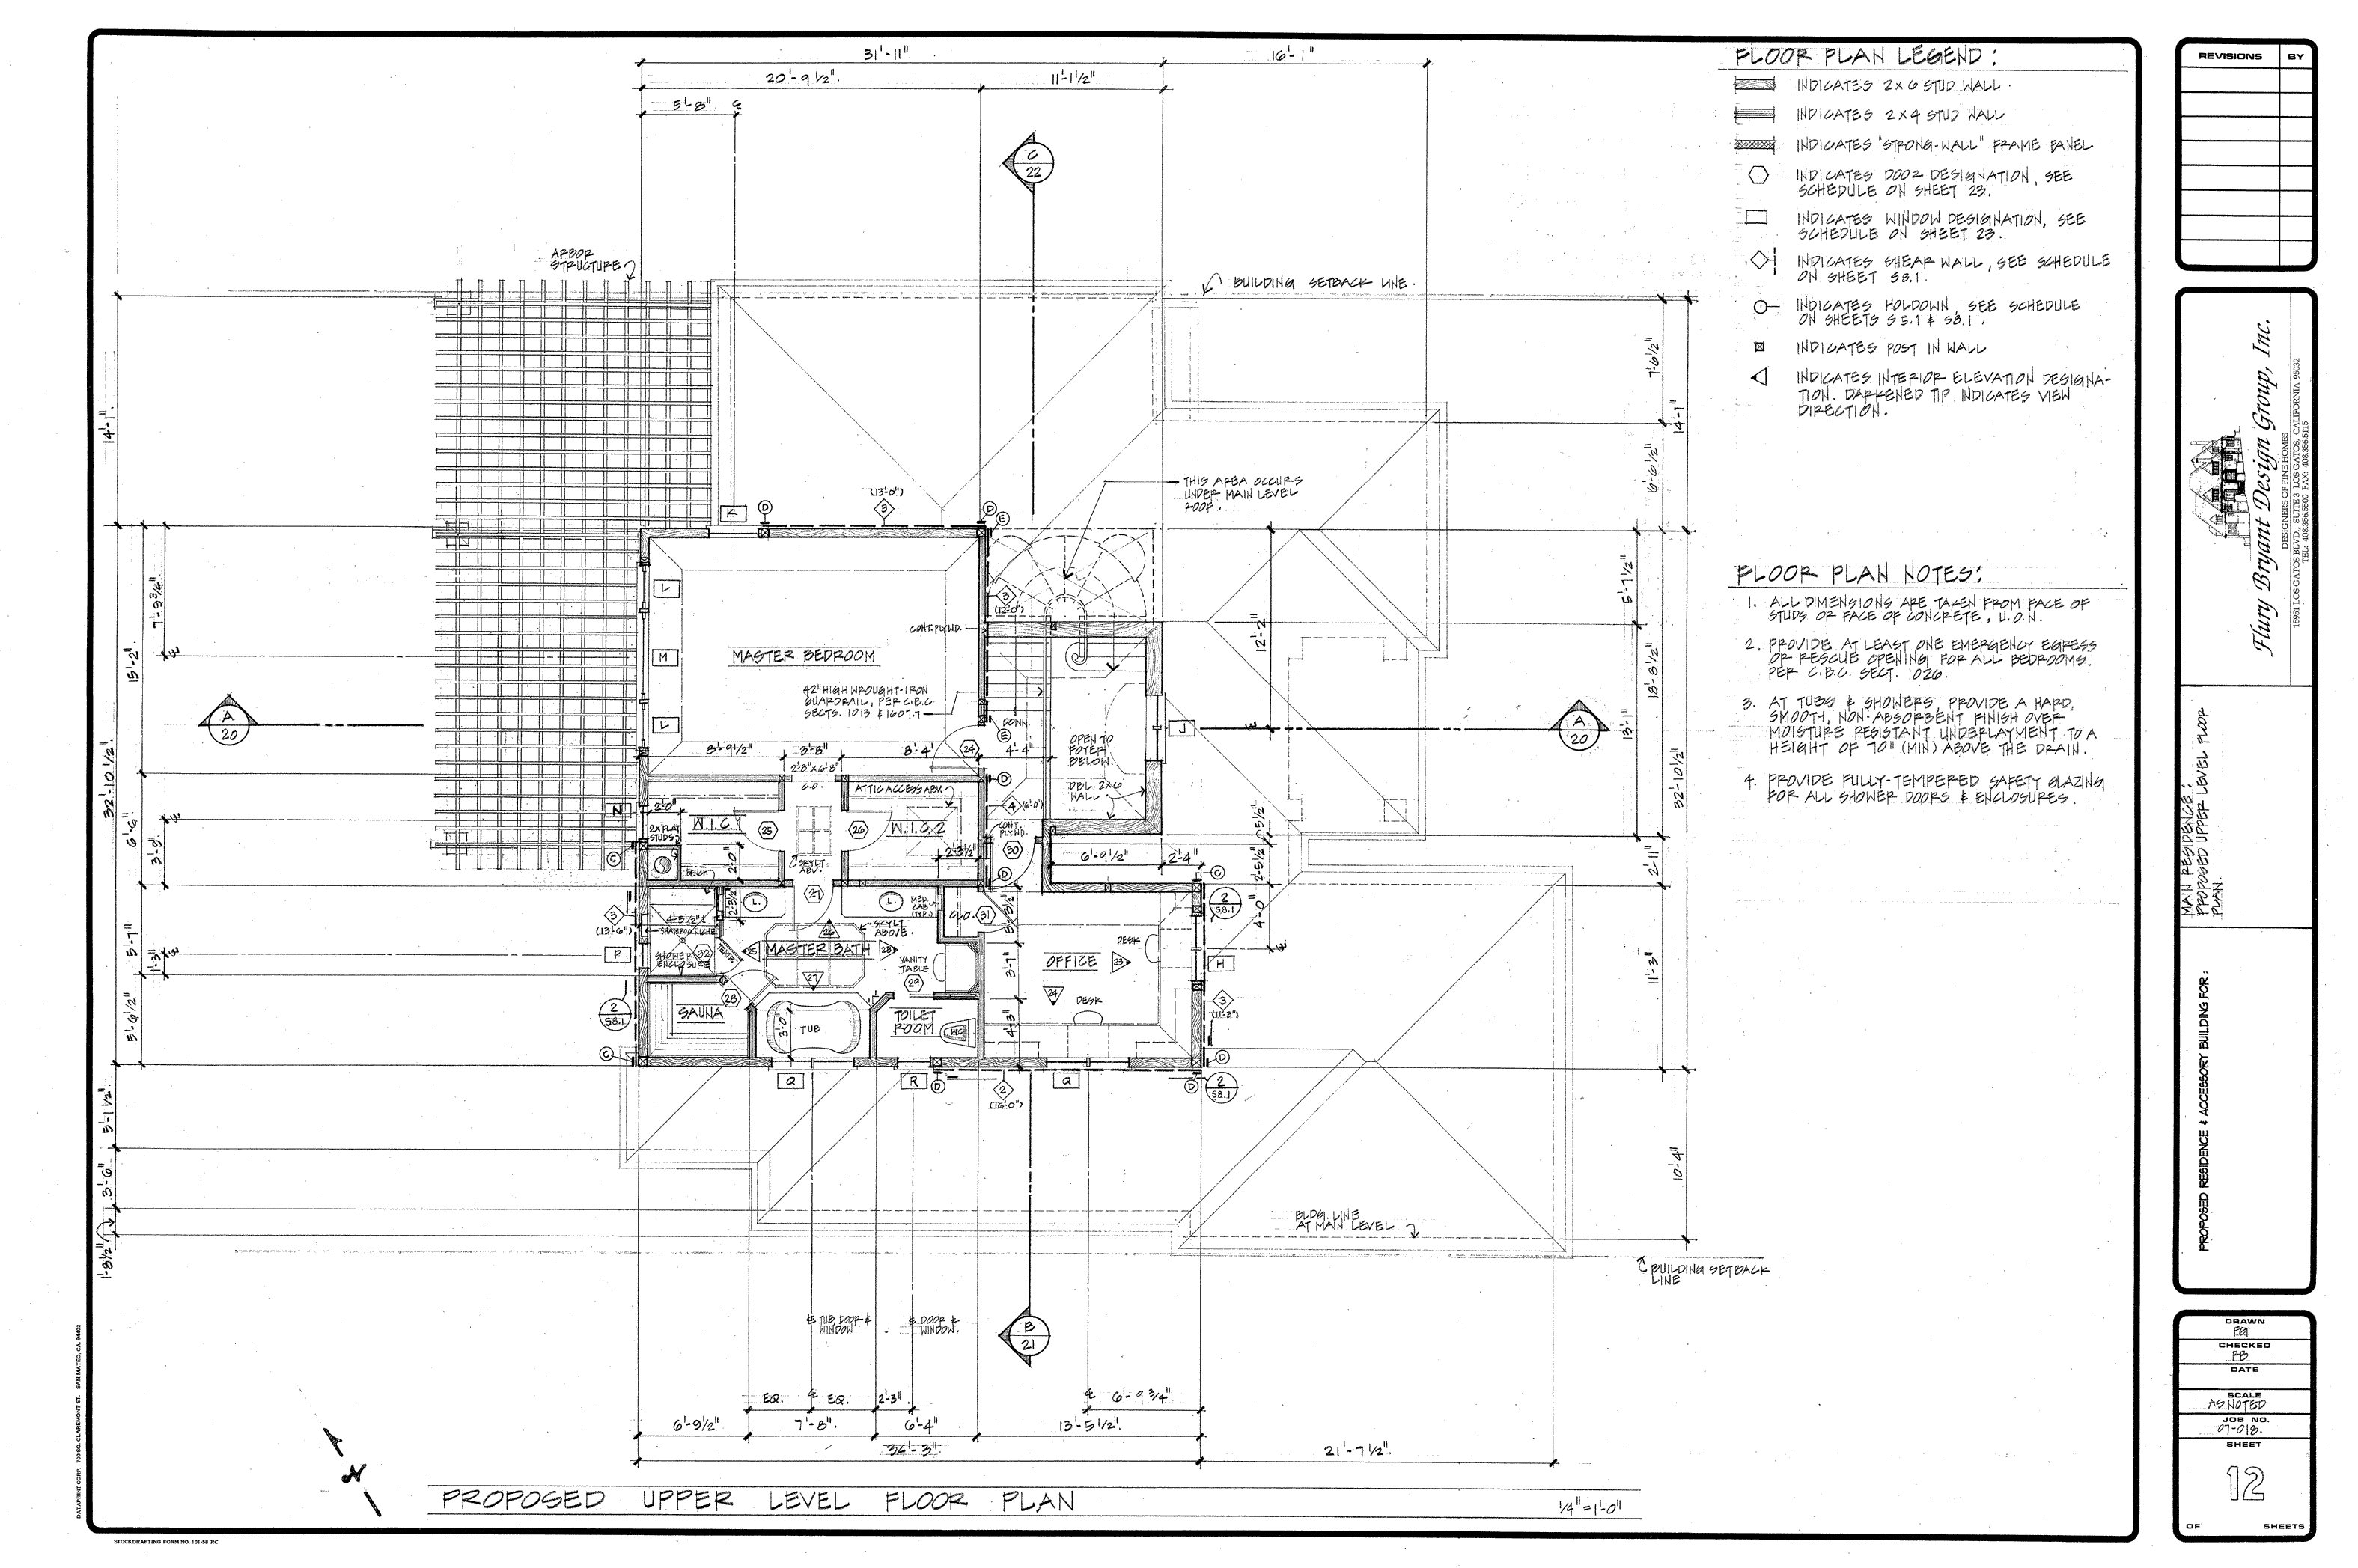 31'-11"
16'-1"
20'-9 1/2".
11'-1 1/2".
5'-8".
C
22
FLOOR PLAN LEGEND:
INDICATES 2x6 STUD WALL.
INDICATES 2x4 STUD WALL
INDICATES "STRONG-WALL" FRAME PANEL
INDICATES DOOR DESIGNATION, SEE
SCHEDULE ON SHEET 23.
INDICATES WINDOW DESIGNATION, SEE
SCHEDULE ON SHEET 23.
INDICATES SHEAR WALL, SEE SCHEDULE
ON SHEET S8.1.
INDICATES HOLDOWN, SEE SCHEDULE
ON SHEETS S5.1 & S8.1.
INDICATES POST IN WALL
INDICATES INTERIOR ELEVATION DESIGNA-
TION. DARKENED TIP INDICATES VIEW
DIRECTION.
FLOOR PLAN NOTES:
1. ALL DIMENSIONS ARE TAKEN FROM FACE OF
STUDS OR FACE OF CONCRETE, U.O.N.
2. PROVIDE AT LEAST ONE EMERGENCY EGRESS
OR RESCUE OPENING FOR ALL BEDROOMS.
PER C.B.C. SECT. 1026.
3. AT TUBS & SHOWERS, PROVIDE A HARD,
SMOOTH, NON-ABSORBENT FINISH OVER
MOISTURE RESISTANT UNDERLAYMENT TO A
HEIGHT OF 70" (MIN) ABOVE THE DRAIN.
4. PROVIDE FULLY-TEMPERED SAFETY GLAZING
FOR ALL SHOWER DOORS & ENCLOSURES.
ARBOR
STRUCTURE
BUILDING SETBACK LINE.
THIS AREA OCCURS
UNDER MAIN LEVEL
ROOF.
14'-1".
7'-9 3/4"
15'-2"
32'-10 1/2"
6'-6"
3'-9"
5'-7"
1'-3"
5'-6 1/2"
5'-1 1/2"
3'-6"
1'-8 1/2"
7'-6 1/2"
14'-1"
6'-6 1/2"
5'-7 1/2"
12'-2"
18'-8 1/2"
13'-1"
32'-10 1/2"
5 1/2"
2'-5 1/2"
2'-11"
4'-0"
11'-3"
10'-4"
K
D
(13'-0")
3
D
E
L
M
L
3
(12'-0")
CONT. PLYWD.
MASTER BEDROOM
42" HIGH WROUGHT-IRON
GUARDRAIL, PER C.B.C.
SECTS. 1013 & 1607.7
DOWN
E
24
8'-9 1/2"
3'-8"
8'-4"
4'-4"
2'8"x6'8"
C.O.
OPEN TO
FOYER
BELOW.
DBL. 2x6
WALL.
J
A
20
A
20
ATTIC ACCESS ABV.
D
4
(6'-0")
N
2'-0"
W.I.C. 1
25
26
W.I.C. 2
2x FLAT
STUDS
CONT.
PLYWD
30
2'-3 1/2"
6'-9 1/2"
2'-4"
C
BENCH
2'-0"
SKYLT.
ABV.
D
C
2'-3 1/2"
L.
27
L.
MED.
CAB.
(TYP.)
CLO.
31
2
S8.1
3
(13'-6")
4'-5 1/2"±
SHAMPOO NICHE
26
SKYLT
ABOVE.
P
SHOWER
ENCLOSURE
32
TEMP.
25
MASTER BATH
28
VANITY
TABLE
29
27
3'-7"
OFFICE
23
DESK
H
24
DESK
2
S8.1
28
SAUNA
3'-0"
TUB
TOILET
ROOM
WC
4'-3"
3
(11'-3")
C
D
Q
R
D
2
(16'-0")
Q
D
2
S8.1
BLDG. LINE
AT MAIN LEVEL
BUILDING SETBACK
LINE
TUB, DOOR &
WINDOW
DOOR &
WINDOW.
B
21
EQ.
EQ.
2'-3"
6'-9 3/4"
6'-9 1/2"
7'-8".
6'-4"
13'-5 1/2"
34'-3"
21'-7 1/2".
N
PROPOSED UPPER LEVEL FLOOR PLAN
1/4"=1'-0"
DATAPRINT CORP. 700 SO. CLAREMONT ST. SAN MATEO, CA. 94402
STOCKDRAFTING FORM NO. 101-58 RC
REVISIONS
BY
Flury Bryant Design Group, Inc.
DESIGNERS OF FINE HOMES
15951 LOS GATOS BLVD., SUITE 3 LOS GATOS, CALIFORNIA 95032
TEL: 408.356.5500 FAX: 408.356.5115
MAIN RESIDENCE:
PROPOSED UPPER LEVEL FLOOR
PLAN.
PROPOSED RESIDENCE & ACCESSORY BUILDING FOR:
DRAWN
FG
CHECKED
FB
DATE
SCALE
AS NOTED
JOB NO.
07-018.
SHEET
12
OF
SHEETS